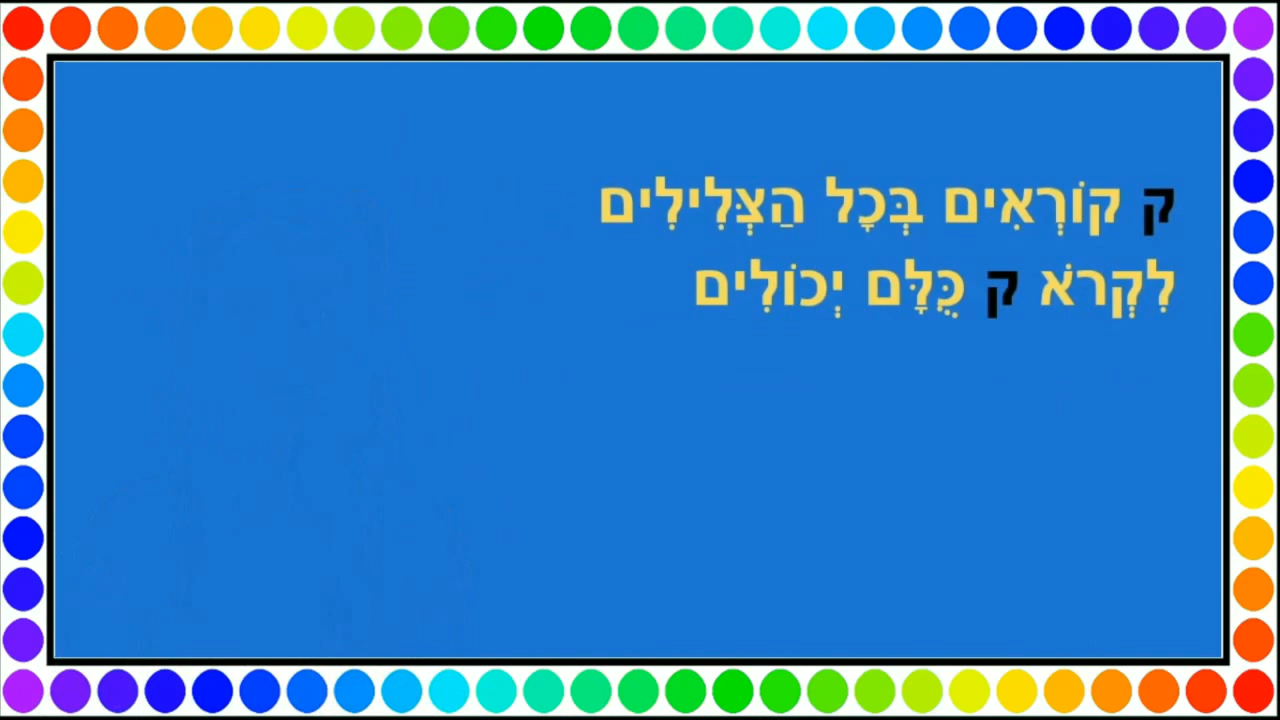 ק קוֹרְאִים בְּכָל הַצְּלִילִים
לִקְרֹא ק כֻּלָּם יְכוֹלִים